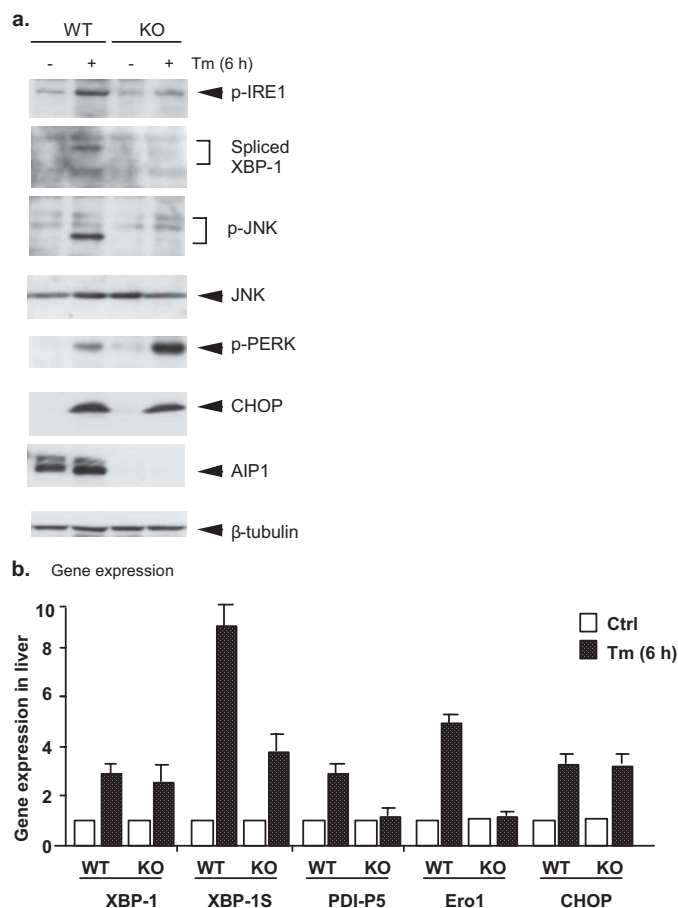 a.
WT KO
- + - + Tm (6 h)
p-IRE1
Spliced
XBP-1
p-JNK
JNK
p-PERK
CHOP
AIP1
β-tubulin
b. Gene expression
Gene expression in liver
10
8
6
4
2
0
Ctrl
Tm (6 h)
WT KO WT KO WT KO WT KO WT KO
XBP-1 XBP-1S PDI-P5 Ero1 CHOP